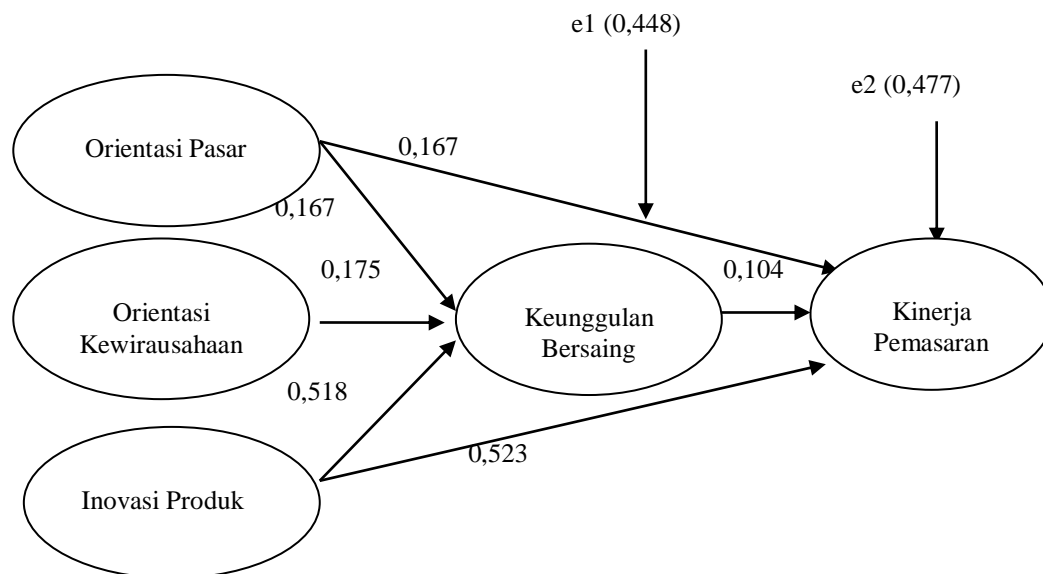 e1 (0,448)
e2 (0,477)
Orientasi Pasar
0,167
0,167
0,175
0,104
Orientasi
Kewirausahaan
Keunggulan
Bersaing
Kinerja
Pemasaran
0,518
0,523
Inovasi Produk